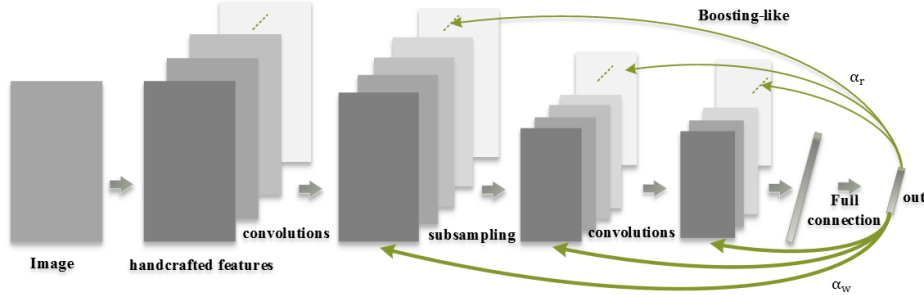 Boosting-like
αr
Full
connection
out
convolutions
subsampling
convolutions
Image
handcrafted features
αw